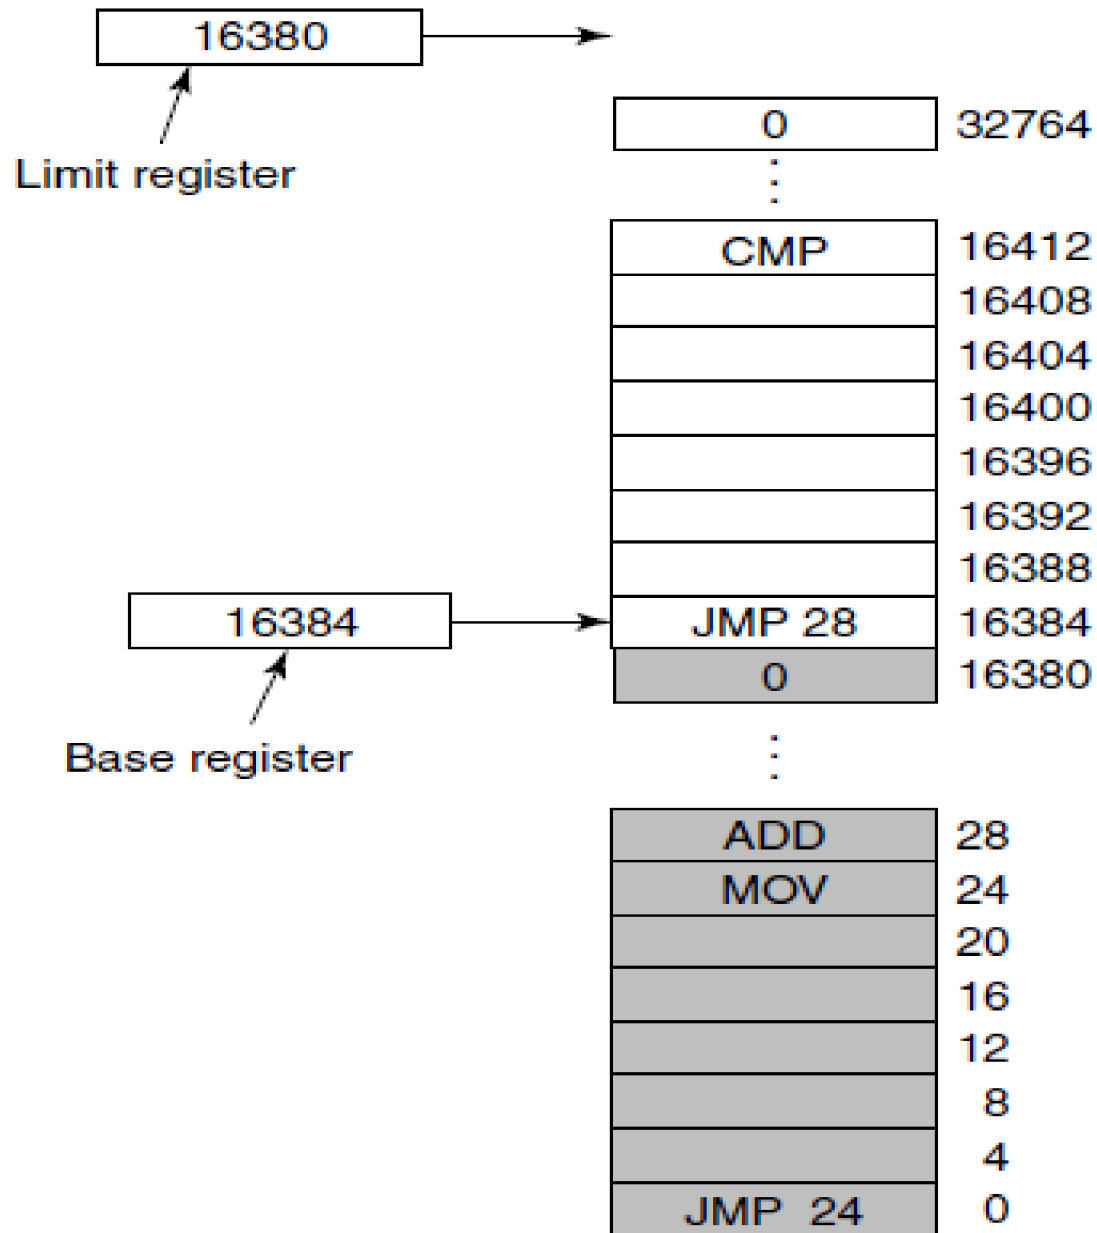 16380
Limit register
0 32764
CMP 16412
16408
16404
16400
16396
16392
16388
16384 JMP 28 16384
0 16380
Base register
ADD 28
MOV 24
20
16
12
8
4
JMP 24 0